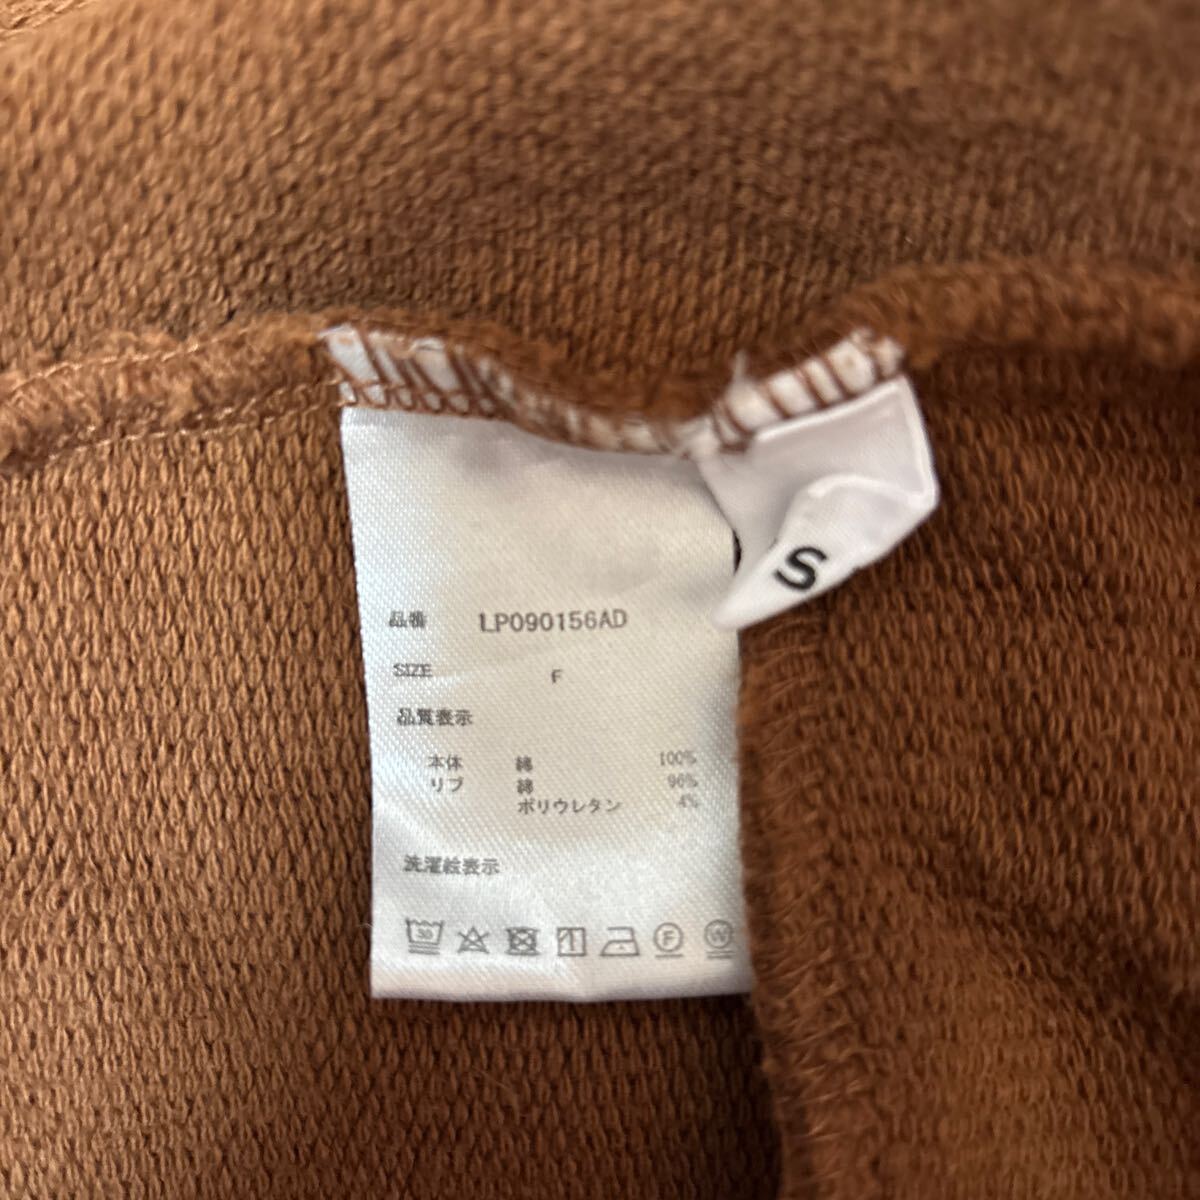 品番 LP090156AD
SIZE F
品質表示
本体 綿 100%
リブ 綿 96%
ポリウレタン 4%
洗濯絵表示
30 F W
S